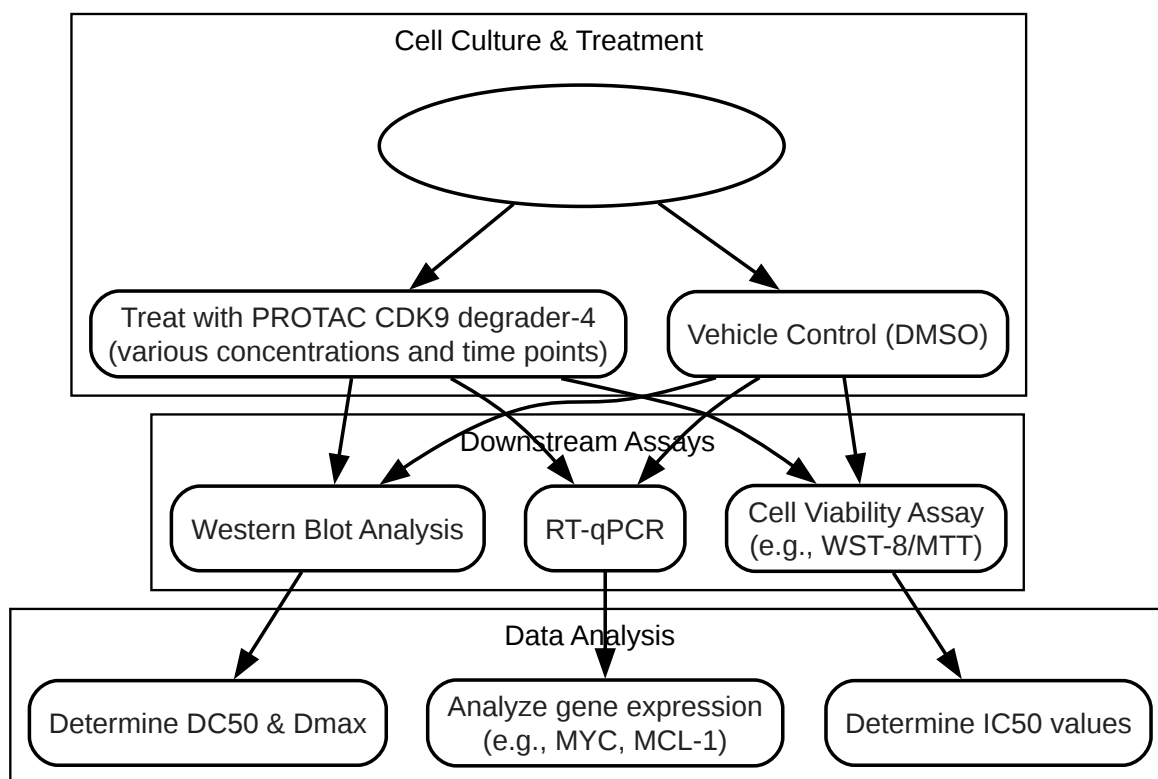 Cell Culture & Treatment
Treat with PROTAC CDK9 degrader-4
(various concentrations and time points)
Vehicle Control (DMSO)
Downstream Assays
Western Blot Analysis
RT-qPCR
Cell Viability Assay
(e.g., WST-8/MTT)
Data Analysis
Determine DC50 & Dmax
Analyze gene expression
(e.g., MYC, MCL-1)
Determine IC50 values